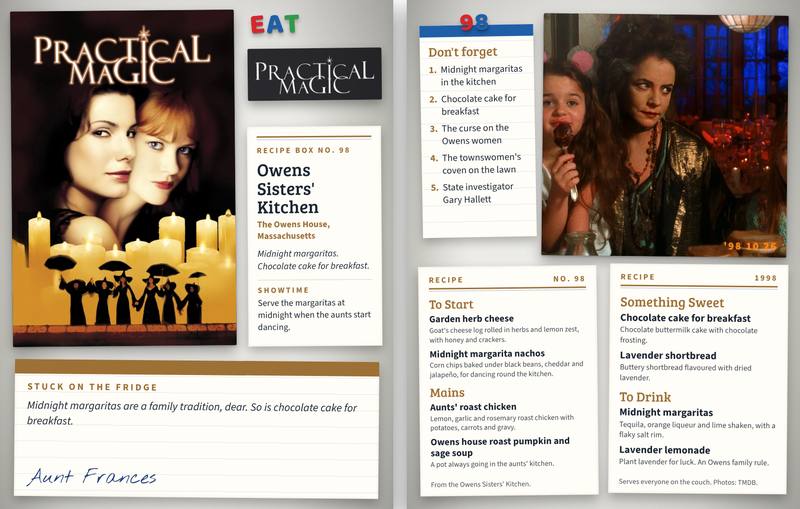 PRACTICAL
MAGIC
EAT
PRACTICAL
MAGIC
RECIPE BOX NO. 98
Owens
Sisters'
Kitchen
The Owens House,
Massachusetts
Midnight margaritas.
Chocolate cake for breakfast.
SHOWTIME
Serve the margaritas at
midnight when the aunts start
dancing.
STUCK ON THE FRIDGE
Midnight margaritas are a family tradition, dear. So is chocolate cake for
breakfast.
Aunt Frances
98
Don't forget
1. Midnight margaritas
in the kitchen
2. Chocolate cake for
breakfast
3. The curse on the
Owens women
4. The townswomen's
coven on the lawn
5. State investigator
Gary Hallett
'98 10 25
RECIPE NO. 98
To Start
Garden herb cheese
Goat's cheese log rolled in herbs and lemon zest,
with honey and crackers.
Midnight margarita nachos
Corn chips baked under black beans, cheddar and
jalapeño, for dancing round the kitchen.
Mains
Aunts' roast chicken
Lemon, garlic and rosemary roast chicken with
potatoes, carrots and gravy.
Owens house roast pumpkin and
sage soup
A pot always going in the aunts' kitchen.
From the Owens Sisters' Kitchen.
RECIPE 1998
Something Sweet
Chocolate cake for breakfast
Chocolate buttermilk cake with chocolate
frosting.
Lavender shortbread
Buttery shortbread flavoured with dried
lavender.
To Drink
Midnight margaritas
Tequila, orange liqueur and lime shaken, with a
flaky salt rim.
Lavender lemonade
Plant lavender for luck. An Owens family rule.
Serves everyone on the couch. Photos: TMDB.